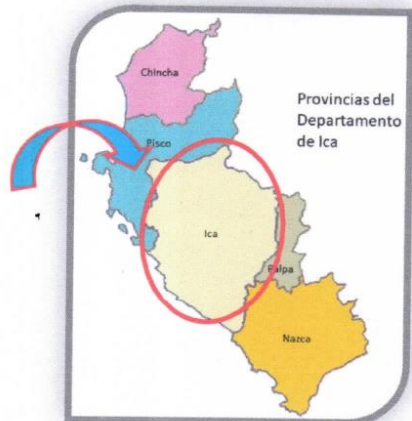 Chincha
Provincias del
Departamento
de Ica
Pisco
Ica
Palpa
Nazca